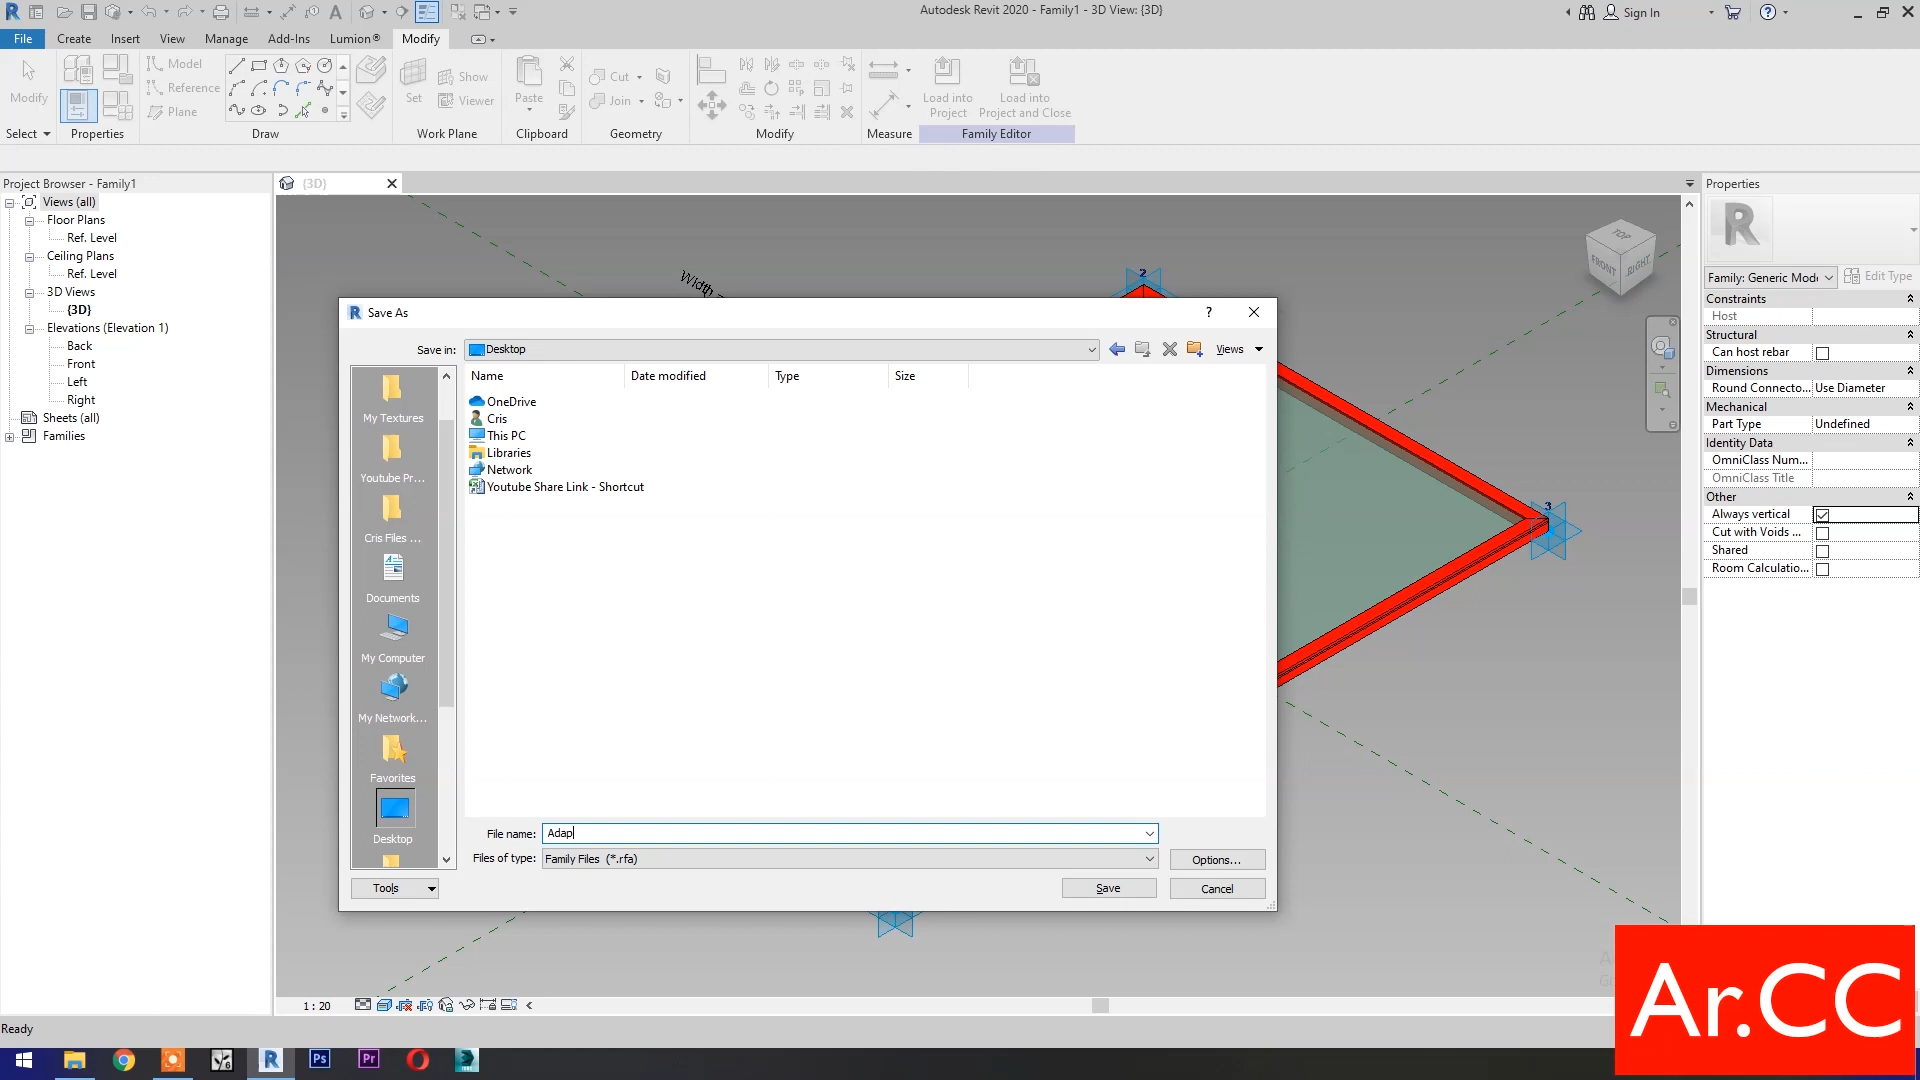 Autodesk Revit 2020 - Family1 - 3D View: {3D}
Sign In
File
Create
Insert
View
Manage
Add-Ins
Lumion®
Modify
Modify
Model
Reference
Plane
Set
Show
Viewer
Paste
Cut
Join
Load into
Project
Load into
Project and Close
Select
Properties
Draw
Work Plane
Clipboard
Geometry
Modify
Measure
Family Editor
Project Browser - Family1
Views (all)
Floor Plans
Ref. Level
Ceiling Plans
Ref. Level
3D Views
{3D}
Elevations (Elevation 1)
Back
Front
Left
Right
Sheets (all)
Families
{3D}
Width
2
3
TOP
FRONT
RIGHT
Save As
?
Save in:
Desktop
Views
Name
Date modified
Type
Size
OneDrive
Cris
This PC
Libraries
Network
Youtube Share Link - Shortcut
My Textures
Youtube Pr...
Cris Files ...
Documents
My Computer
My Network...
Favorites
Desktop
File name:
Adap
Files of type:
Family Files (*.rfa)
Options...
Tools
Save
Cancel
Properties
R
Family: Generic Mode
Edit Type
Constraints
Host
Structural
Can host rebar
Dimensions
Round Connecto...
Use Diameter
Mechanical
Part Type
Undefined
Identity Data
OmniClass Num...
OmniClass Title
Other
Always vertical
Cut with Voids ...
Shared
Room Calculatio...
1 : 20
Ready
Ps
Pr
Ar.CC